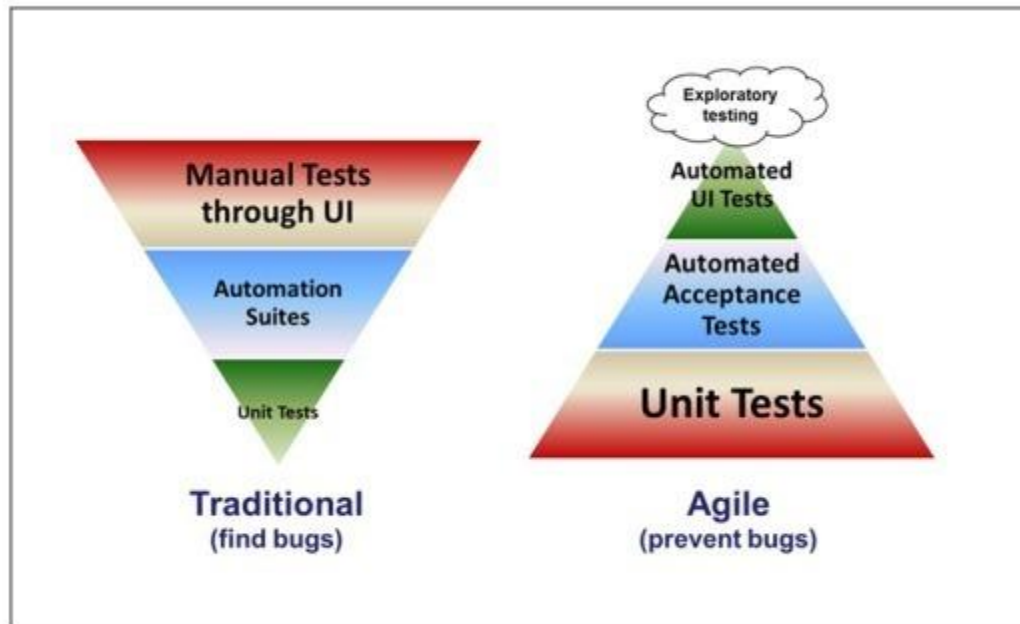 Manual Tests
through UI
Automation
Suites
Unit Tests
Traditional
(find bugs)
Exploratory
testing
Automated
UI Tests
Automated
Acceptance
Tests
Unit Tests
Agile
(prevent bugs)